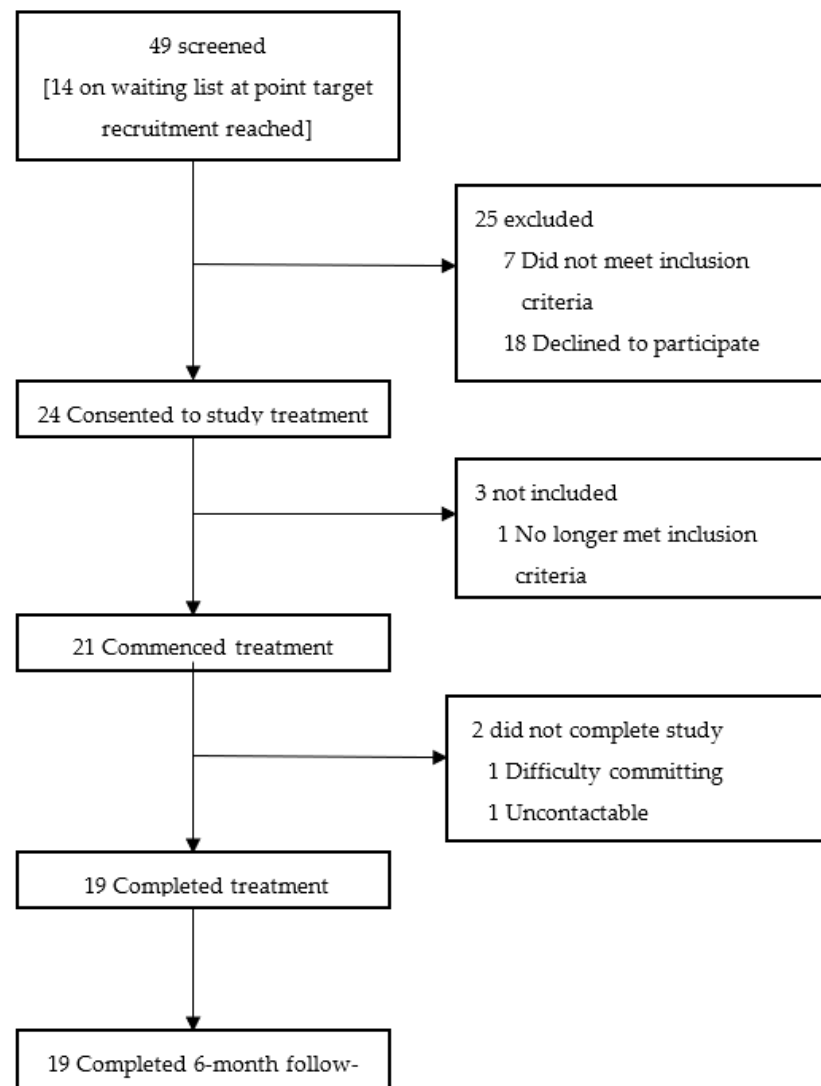 49 screened
[14 on waiting list at point target
recruitment reached]
25 excluded
7 Did not meet inclusion
criteria
18 Declined to participate
24 Consented to study treatment
3 not included
1 No longer met inclusion
criteria
21 Commenced treatment
2 did not complete study
1 Difficulty committing
1 Uncontactable
19 Completed treatment
19 Completed 6-month follow-